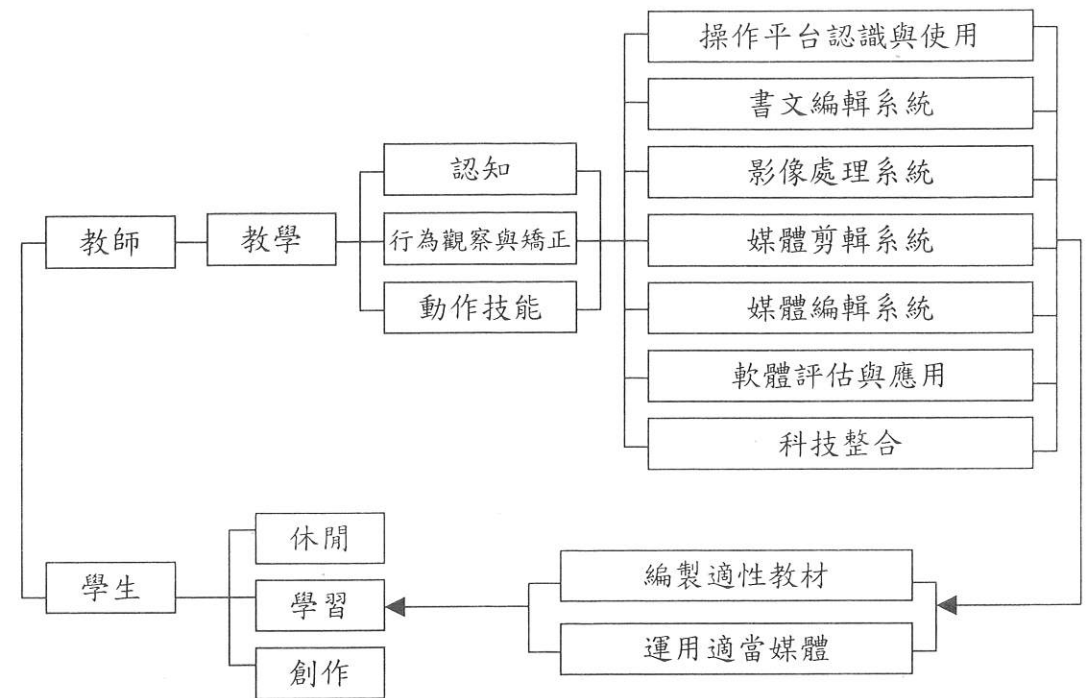 教師
教學
認知
行為觀察與矯正
動作技能
操作平台認識與使用
書文編輯系統
影像處理系統
媒體剪輯系統
媒體編輯系統
軟體評估與應用
科技整合
學生
休閒
學習
創作
編製適性教材
運用適當媒體